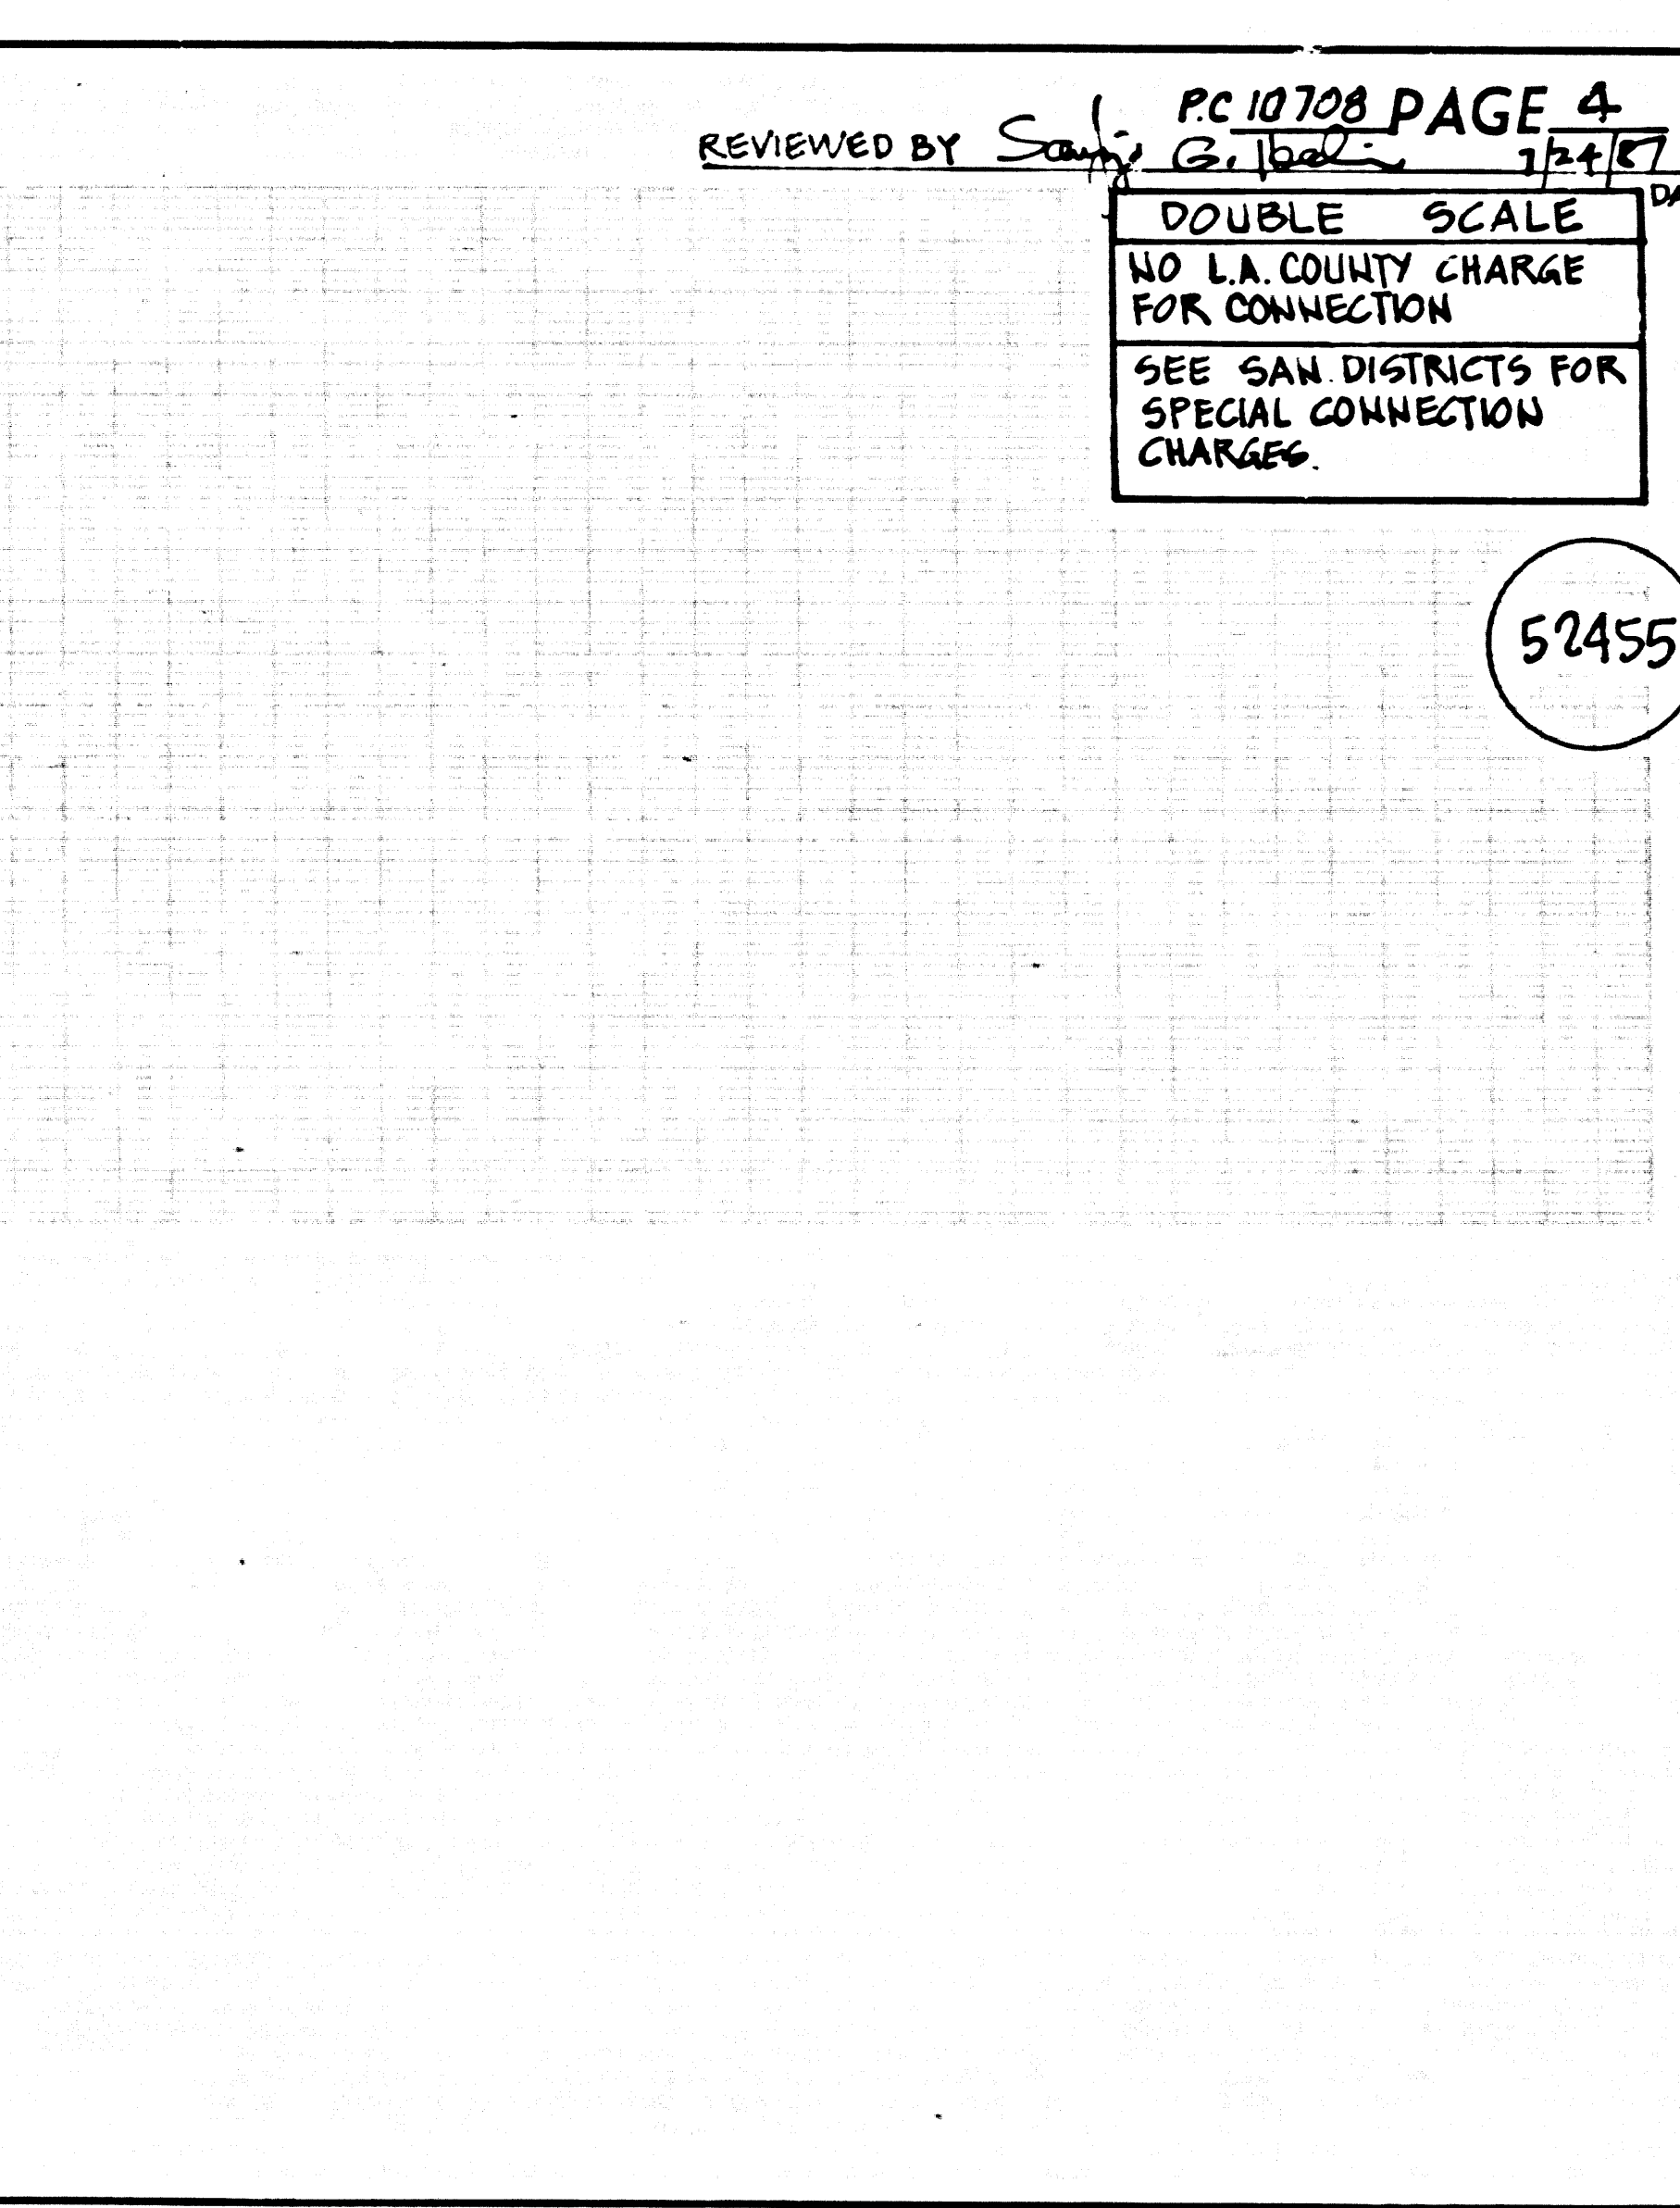 P.C 10708 PAGE 4
REVIEWED BY G. 7/24/87
DOUBLE SCALE
NO L.A. COUNTY CHARGE
FOR CONNECTION
SEE SAN. DISTRICTS FOR
SPECIAL CONNECTION
CHARGES.
52455